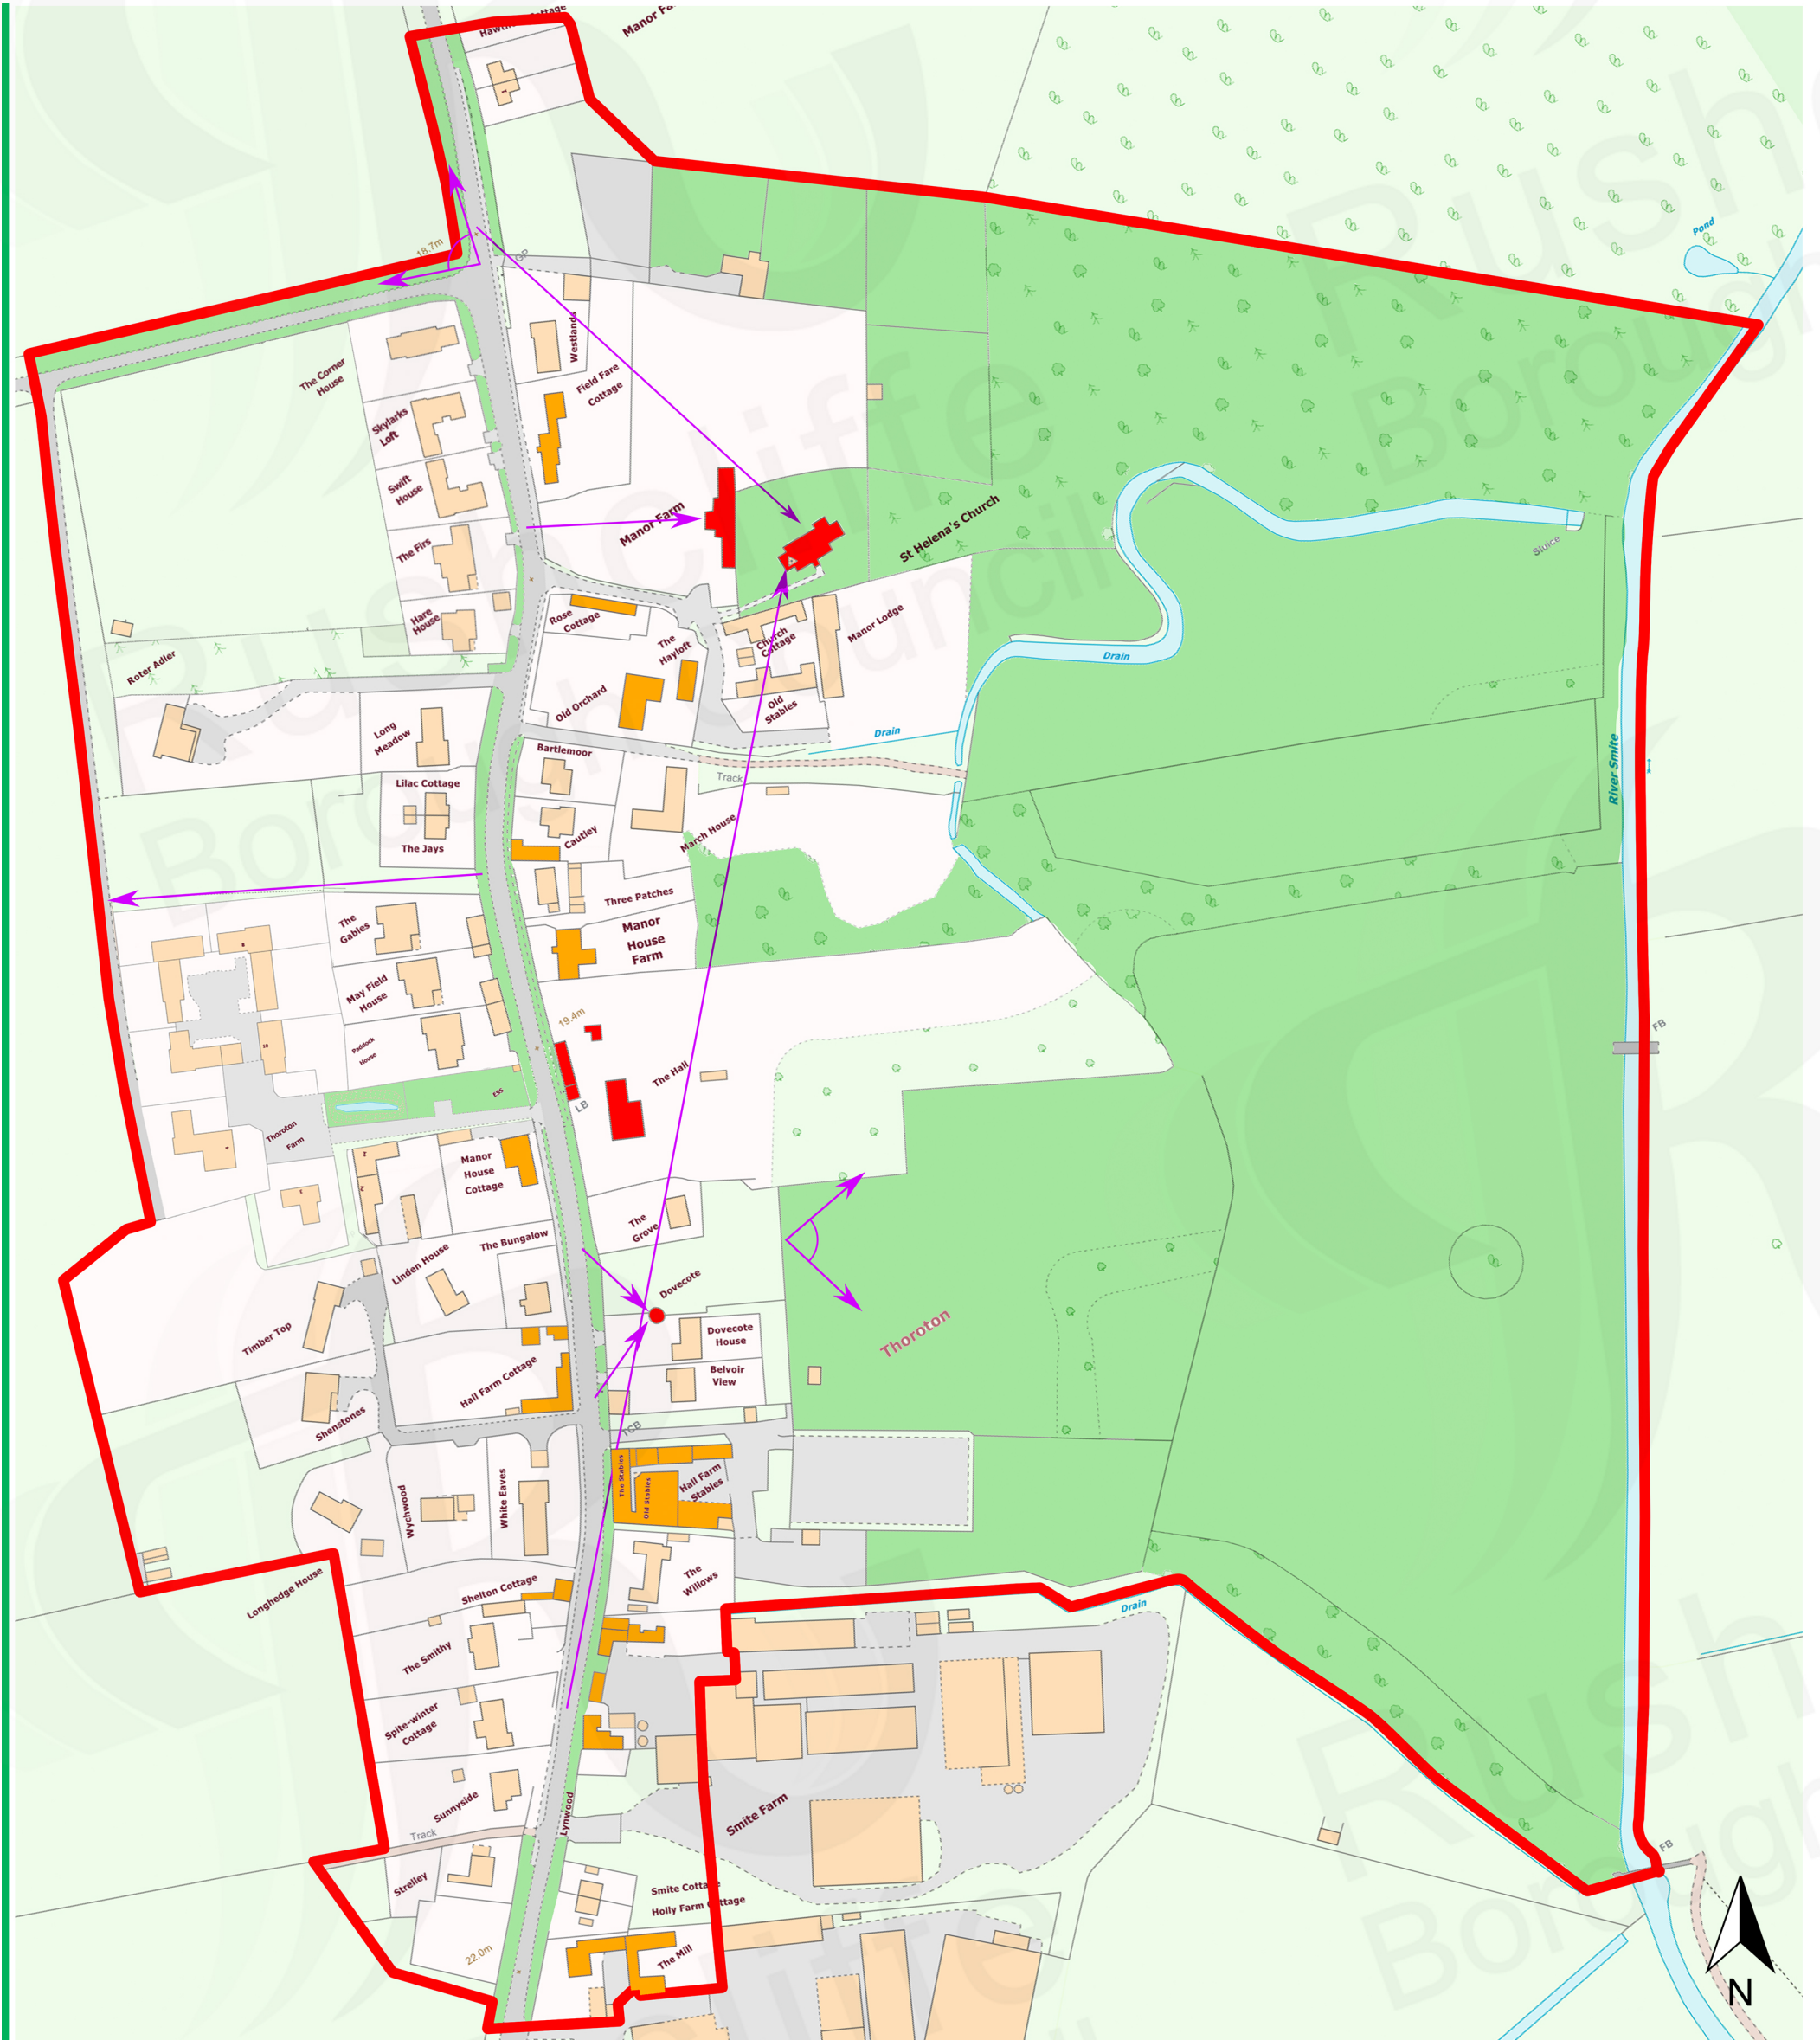 Manor Fa
Pond
18.7m
GP
Westlands
The Corner
House
Field Fare
Cottage
Skylarks
Loft
Swift
House
Manor Farm
St Helena's Church
The Firs
Sluice
Hare
House
Rose
Cottage
The
Hayloft
Church
Cottage
Manor Lodge
Drain
Roter Adler
Old Orchard
Old
Stables
Long
Meadow
Drain
Bartlemoor
Track
River Smite
Lilac Cottage
The Jays
Cautley
March House
Three Patches
The
Gables
Manor
House
Farm
8
May Field
House
19.4m
FB
Paddock
House
10
The Hall
ESS
LB
Thoroton
Farm
4
Manor
House
Cottage
The
Grove
The Bungalow
Linden House
Dovecote
Timber Top
Dovecote
House
Thoroton
Belvoir
View
Hall Farm Cottage
Shenstones
TCB
The Stables
Old Stables
Hall Farm
Stables
Wychwood
White Eaves
Longhedge House
Shelton Cottage
The
Willows
Drain
The Smithy
Spite-winter
Cottage
Sunnyside
Lynwood
Smite Farm
Track
FB
Strelley
Smite Cottage
Holly Farm Cottage
The Mill
22.0m
N
Rushcliffe
Borough Council